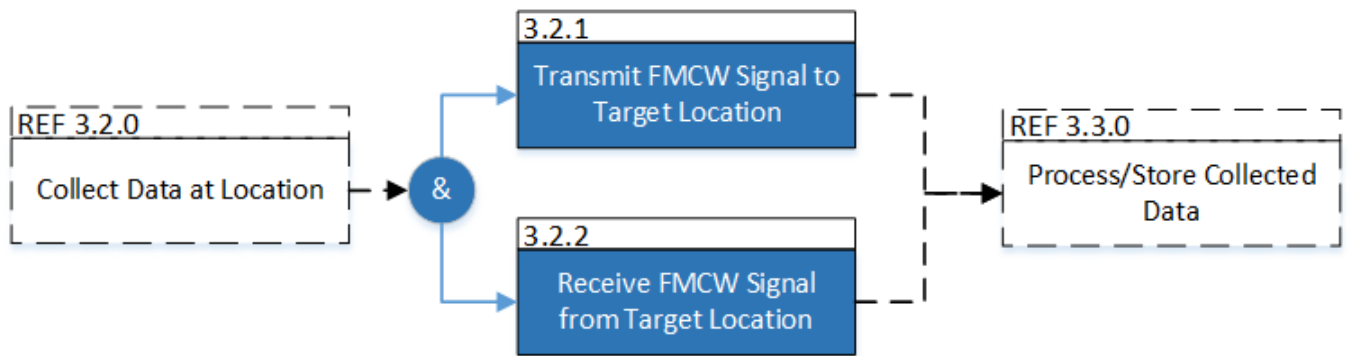 REF 3.2.0
Collect Data at Location
&
3.2.1
Transmit FMCW Signal to
Target Location
3.2.2
Receive FMCW Signal
from Target Location
REF 3.3.0
Process/Store Collected
Data